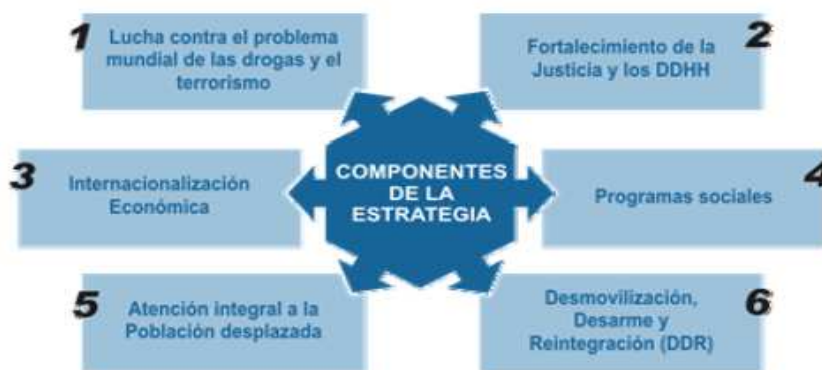 1
Lucha contra el problema
mundial de las drogas y el
terrorismo
2
Fortalecimiento de la
Justicia y los DDHH
3
Internacionalización
Económica
COMPONENTES
DE LA
ESTRATEGIA
4
Programas sociales
5
Atención integral a la
Población desplazada
6
Desmovilización,
Desarme y
Reintegración (DDR)